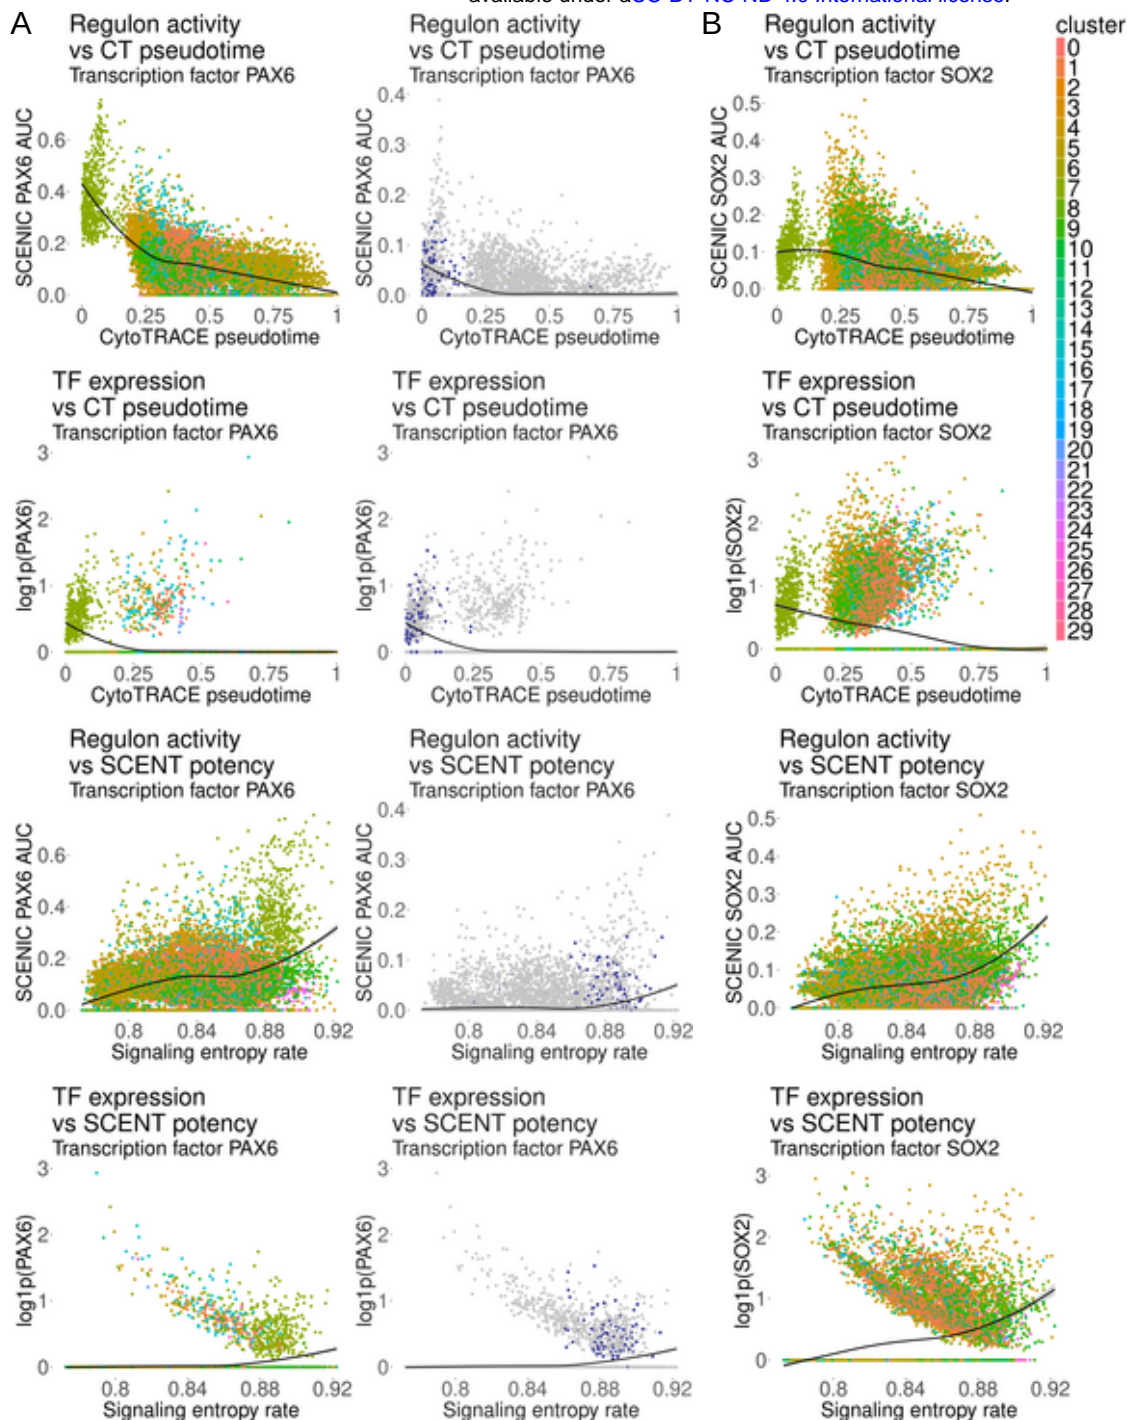 available under aCC-BY-NC-ND 4.0 International license.
A
Regulon activity
vs CT pseudotime
Transcription factor PAX6
SCENIC PAX6 AUC
0.6
0.4
0.2
0.0
0
0.25
0.5
0.75
1
CytoTRACE pseudotime
Regulon activity
vs CT pseudotime
Transcription factor PAX6
SCENIC PAX6 AUC
0.4
0.3
0.2
0.1
0.0
0
0.25
0.5
0.75
1
CytoTRACE pseudotime
B
Regulon activity
vs CT pseudotime
Transcription factor SOX2
SCENIC SOX2 AUC
0.5
0.4
0.3
0.2
0.1
0.0
0
0.25
0.5
0.75
1
CytoTRACE pseudotime
cluster
0
1
2
3
4
5
6
7
8
9
10
11
12
13
14
15
16
17
18
19
20
21
22
23
24
25
26
27
28
29
TF expression
vs CT pseudotime
Transcription factor PAX6
log1p(PAX6)
3
2
1
0
0
0.25
0.5
0.75
1
CytoTRACE pseudotime
TF expression
vs CT pseudotime
Transcription factor PAX6
log1p(PAX6)
3
2
1
0
0
0.25
0.5
0.75
1
CytoTRACE pseudotime
TF expression
vs CT pseudotime
Transcription factor SOX2
log1p(SOX2)
3
2
1
0
0
0.25
0.5
0.75
1
CytoTRACE pseudotime
Regulon activity
vs SCENT potency
Transcription factor PAX6
SCENIC PAX6 AUC
0.6
0.4
0.2
0.0
0.8
0.84
0.88
0.92
Signaling entropy rate
Regulon activity
vs SCENT potency
Transcription factor PAX6
SCENIC PAX6 AUC
0.4
0.3
0.2
0.1
0.0
0.8
0.84
0.88
0.92
Signaling entropy rate
Regulon activity
vs SCENT potency
Transcription factor SOX2
SCENIC SOX2 AUC
0.5
0.4
0.3
0.2
0.1
0.0
0.8
0.84
0.88
0.92
Signaling entropy rate
TF expression
vs SCENT potency
Transcription factor PAX6
log1p(PAX6)
3
2
1
0
0.8
0.84
0.88
0.92
Signaling entropy rate
TF expression
vs SCENT potency
Transcription factor PAX6
log1p(PAX6)
3
2
1
0
0.8
0.84
0.88
0.92
Signaling entropy rate
TF expression
vs SCENT potency
Transcription factor SOX2
log1p(SOX2)
3
2
1
0
0.8
0.84
0.88
0.92
Signaling entropy rate